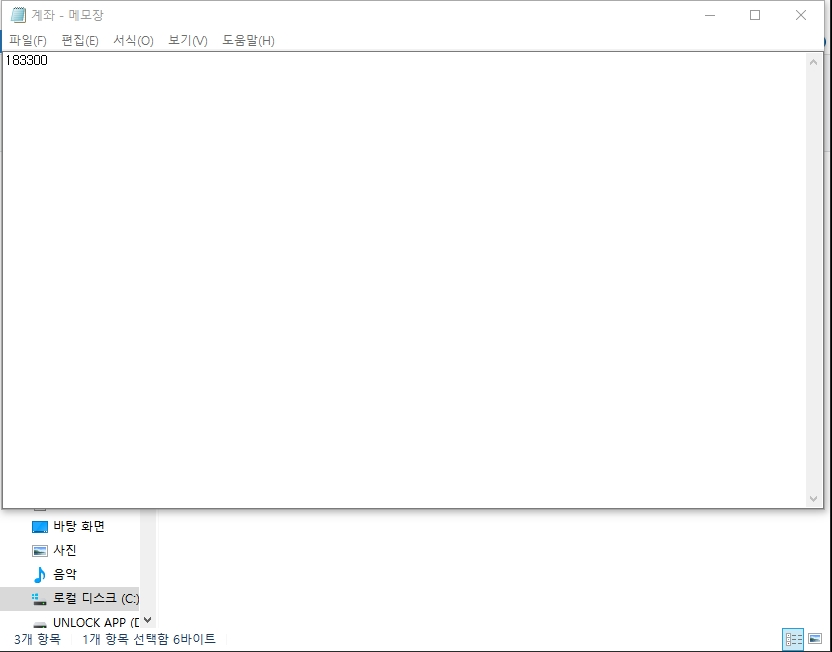 계좌 - 메모장
파일(F) 편집(E) 서식(O) 보기(V) 도움말(H)
183300
바탕 화면
사진
음악
로컬 디스크 (C:)
UNLOCK APP (D
3개 항목 1개 항목 선택함 6바이트